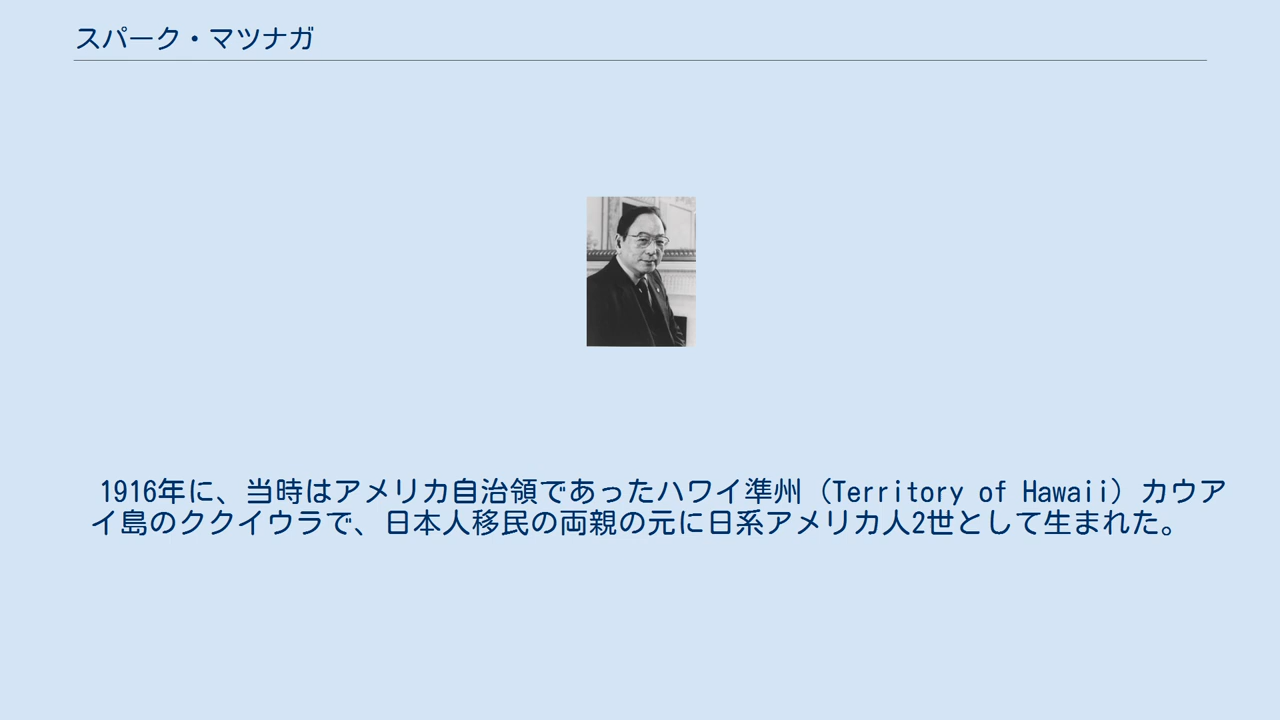 スパーク・マツナガ
1916年に、当時はアメリカ自治領であったハワイ準州（Territory of Hawaii）カウア
イ島のククイウラで、日本人移民の両親の元に日系アメリカ人2世として生まれた。